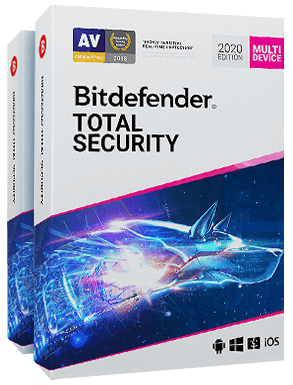 AV
2018
2020
EDITION
MULTI
DEVICE
Bitdefender®
TOTAL
SECURITY
iOS